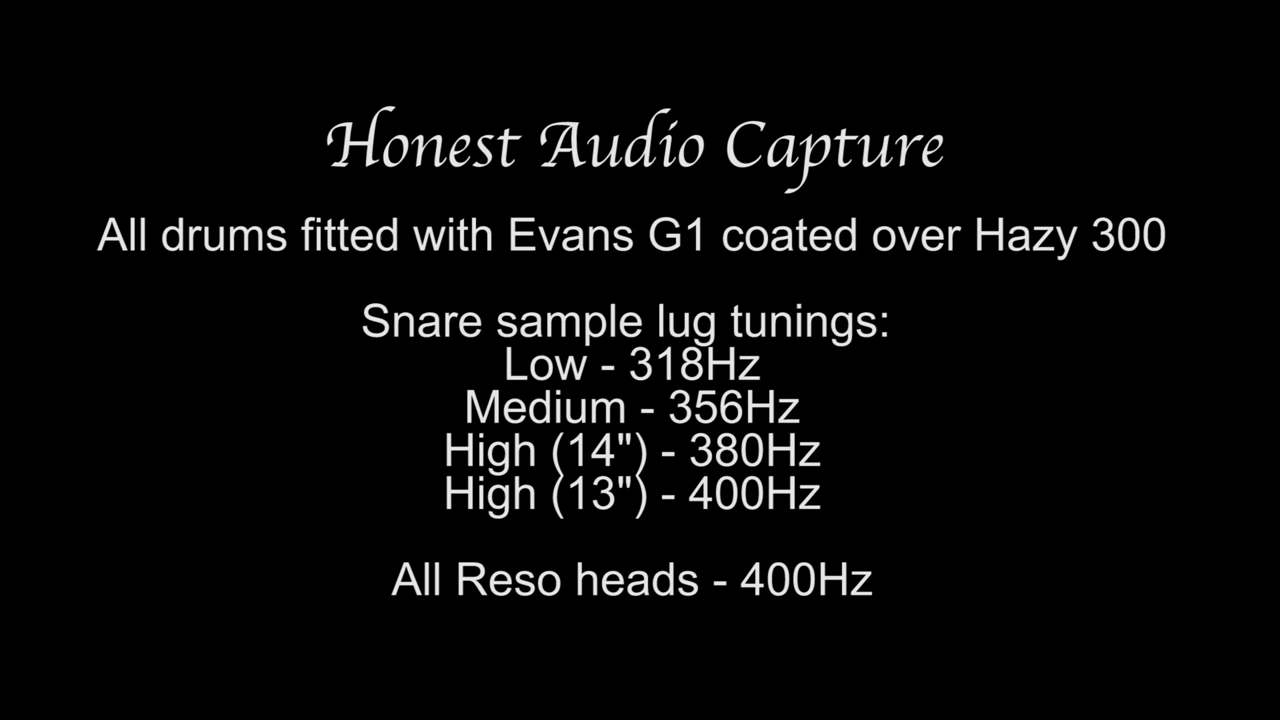 Honest Audio Capture
All drums fitted with Evans G1 coated over Hazy 300
Snare sample lug tunings:
Low - 318Hz
Medium - 356Hz
High (14") - 380Hz
High (13") - 400Hz
All Reso heads - 400Hz